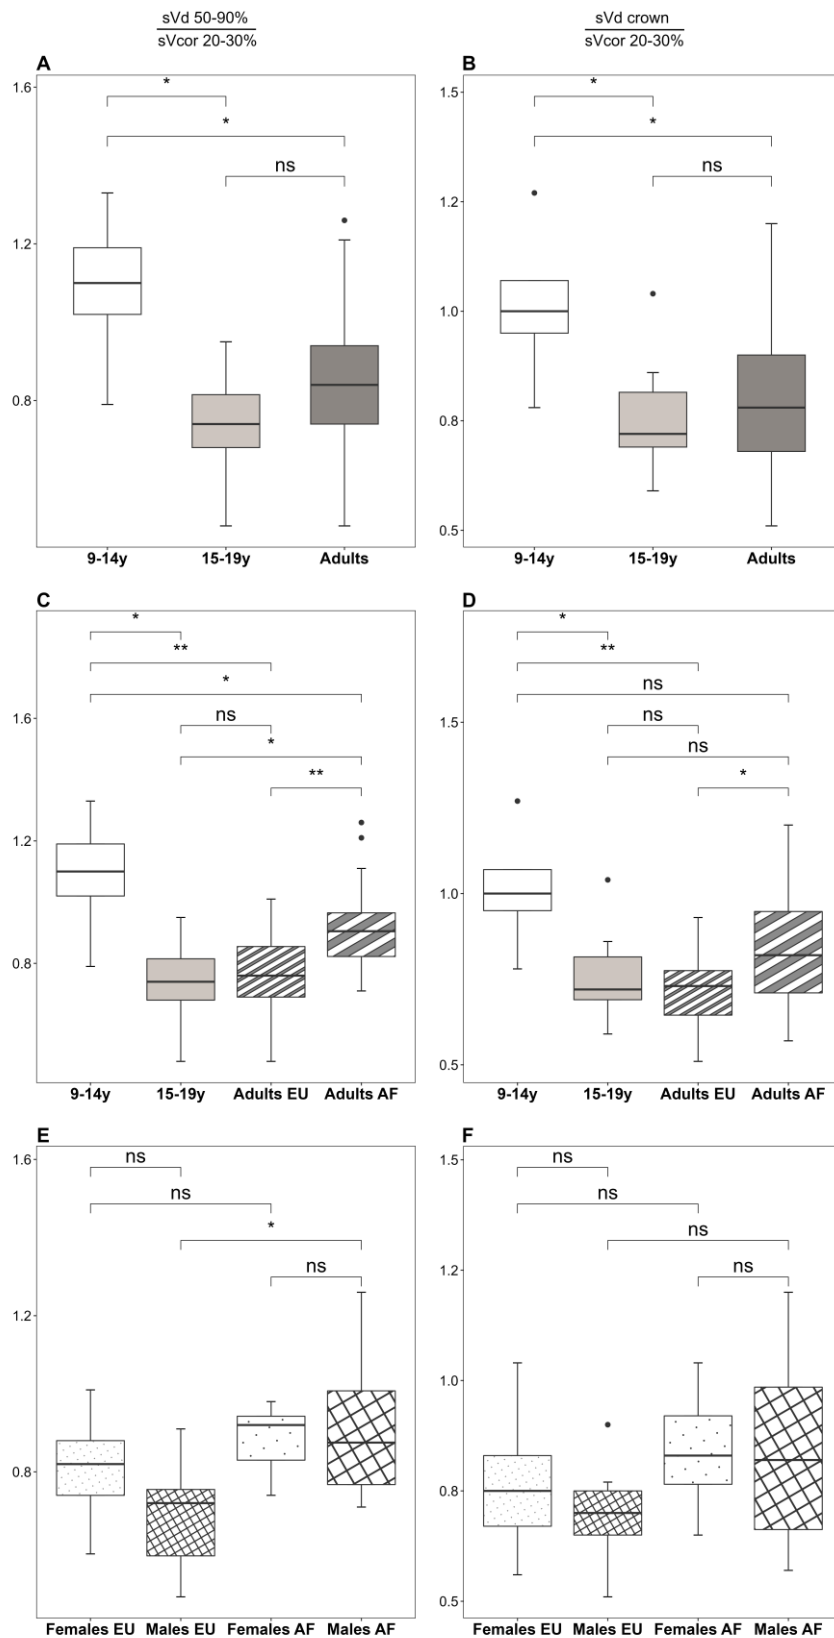 sVd 50-90%
sVcor 20-30%
sVd crown
sVcor 20-30%
A
1.6
1.2
0.8
*
*
ns
9-14y 15-19y Adults
B
1.5
1.2
1.0
0.8
0.5
*
*
ns
9-14y 15-19y Adults
C
1.6
1.2
0.8
*
**
*
ns
*
**
9-14y 15-19y Adults EU Adults AF
D
1.5
1.0
0.5
*
**
ns
ns
ns
*
9-14y 15-19y Adults EU Adults AF
E
1.6
1.2
0.8
ns
ns
*
ns
Females EU Males EU Females AF Males AF
F
1.5
1.2
1.0
0.8
0.5
ns
ns
ns
ns
Females EU Males EU Females AF Males AF